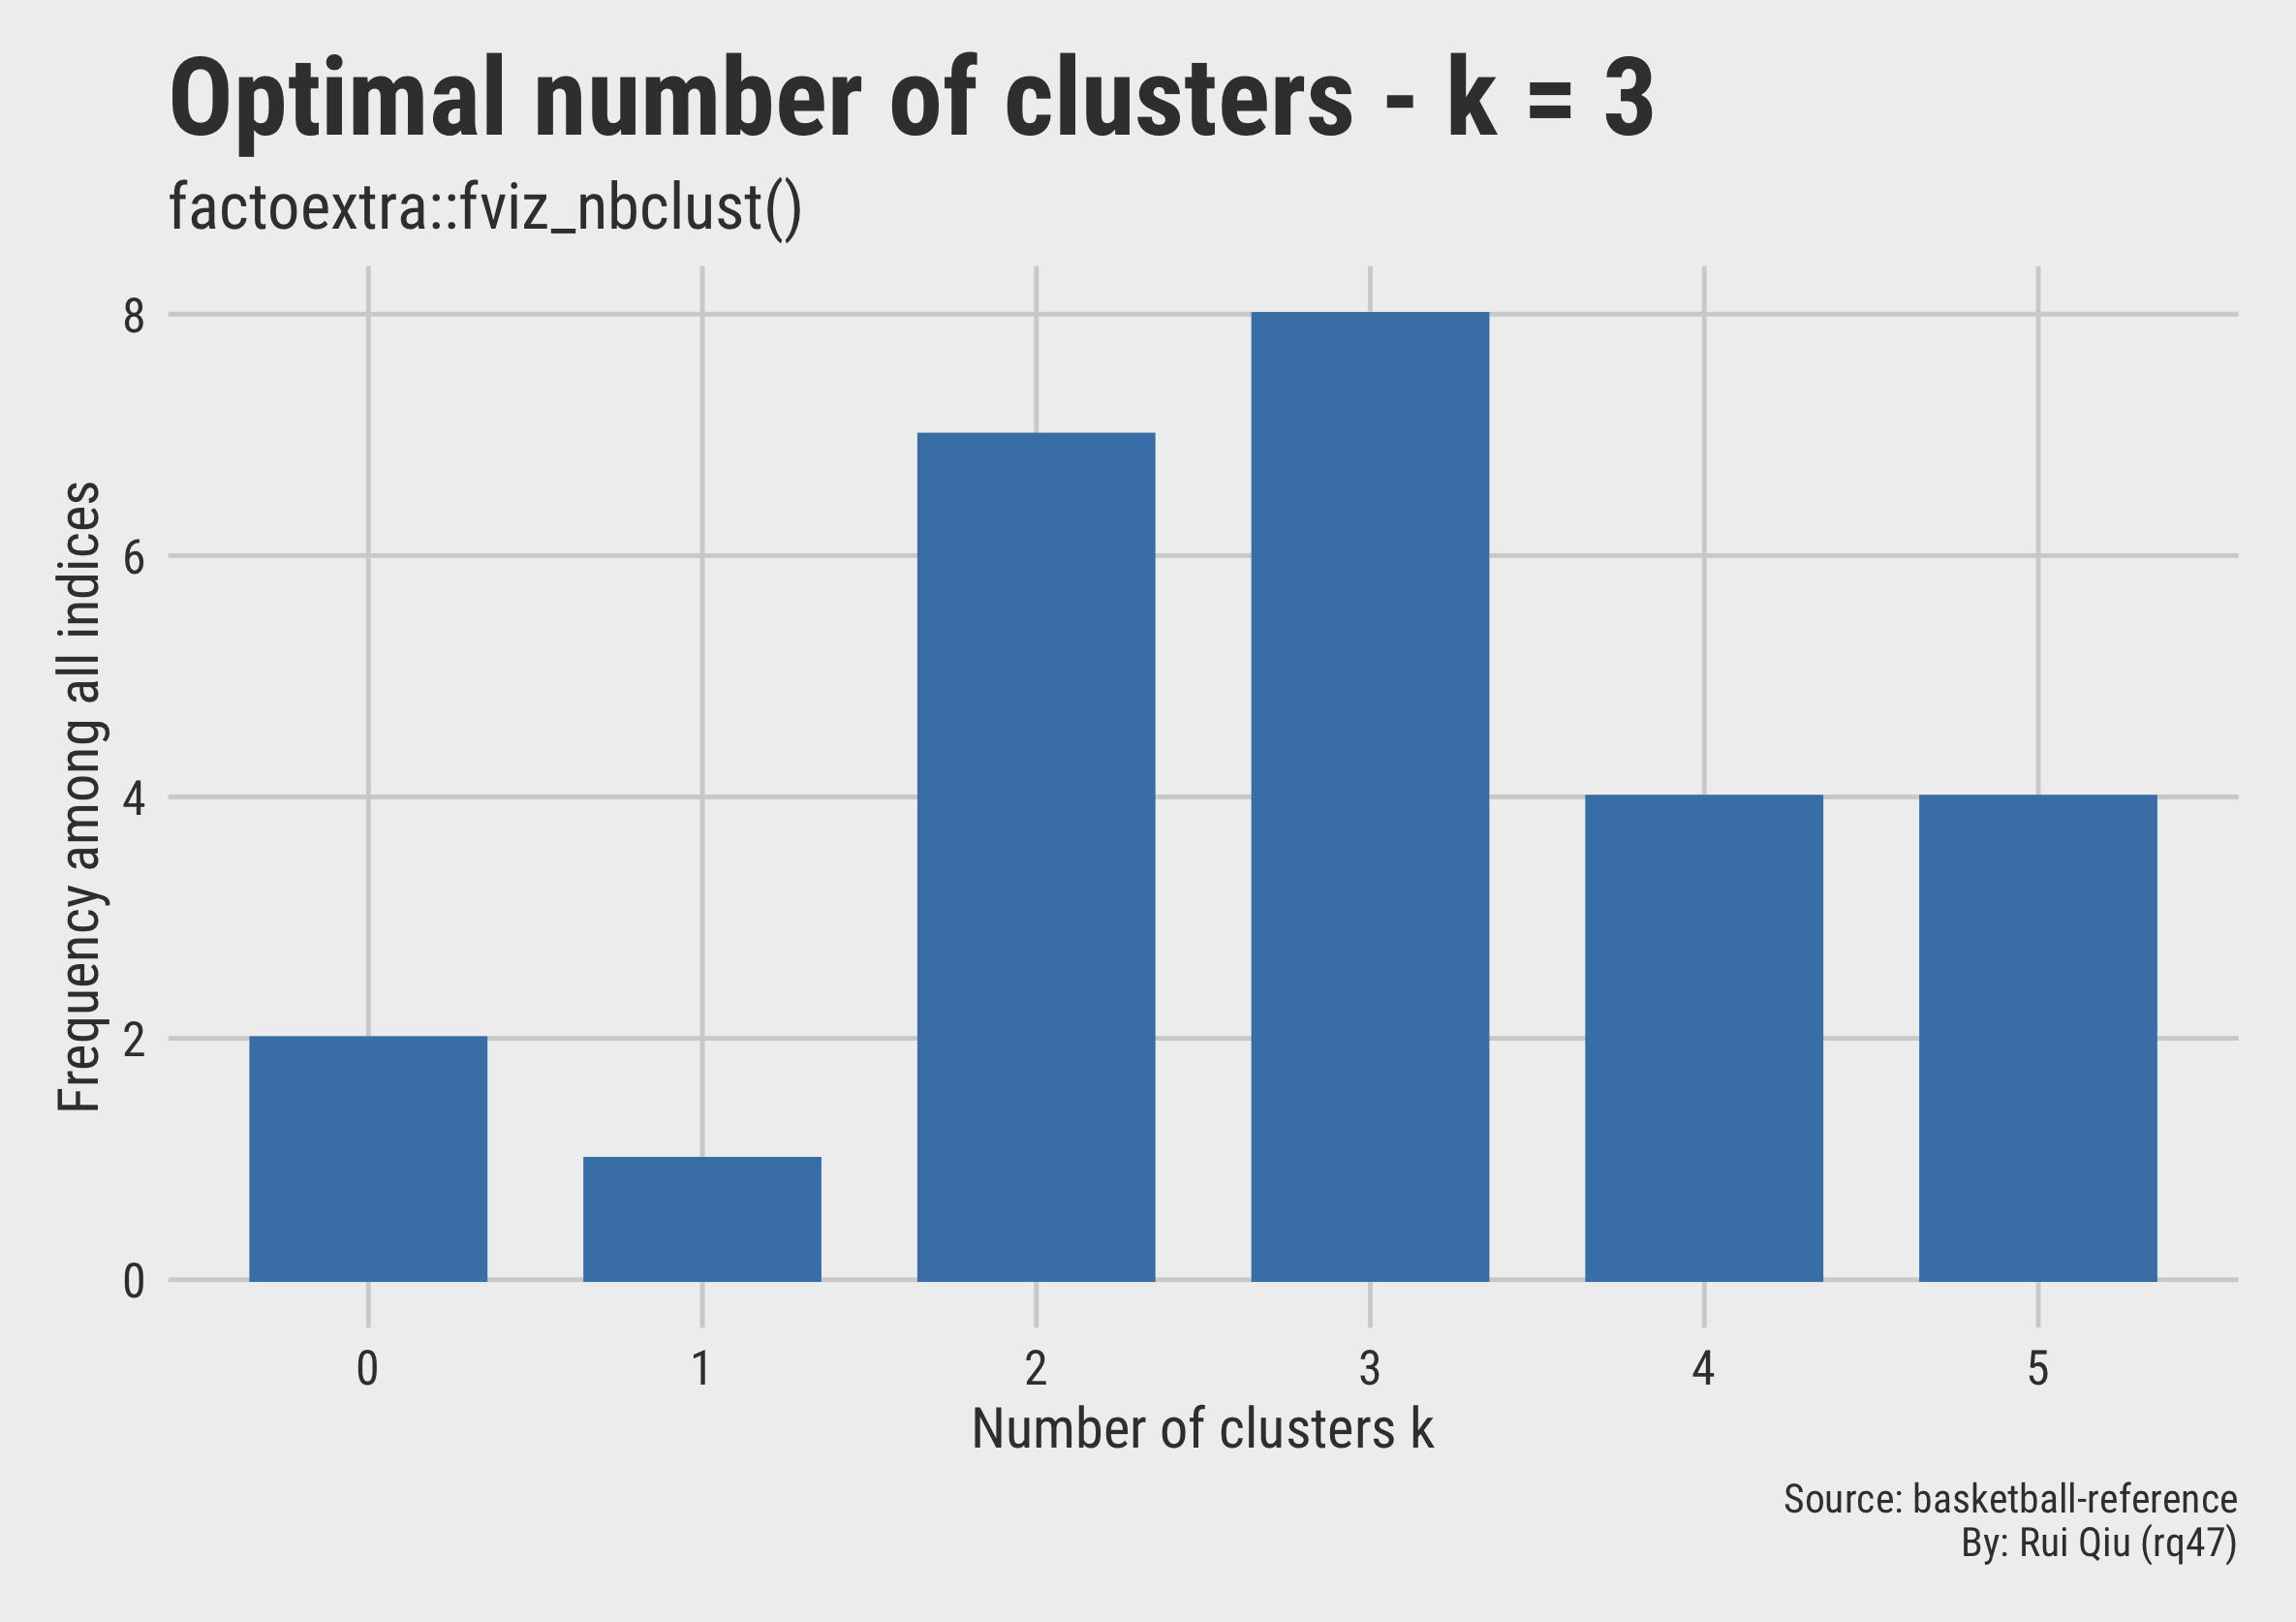 Optimal number of clusters - k = 3
factoextra::fviz_nbclust()
Frequency among all indices
8
6
4
2
0
0 1 2 3 4 5
Number of clusters k
Source: basketball-reference
By: Rui Qiu (rq47)